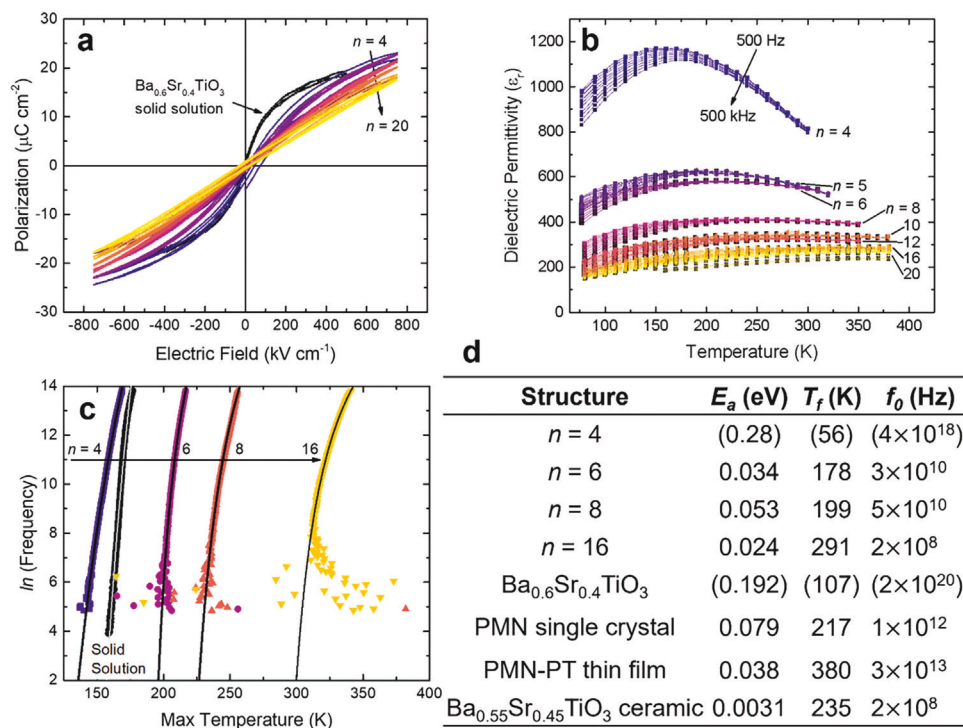 a
Polarization (μC cm⁻²)
30
20
10
0
-10
-20
-30
Ba₀.₆Sr₀.₄TiO₃
solid solution
n = 4
n = 20
-800 -600 -400 -200 0 200 400 600 800
Electric Field (kV cm⁻¹)
b
Dielectric Permittivity (εᵣ)
1200
1000
800
600
400
200
0
500 Hz
500 kHz
n = 4
n = 5
n = 6
n = 8
10
12
16
20
100 150 200 250 300 350 400
Temperature (K)
c
ln (Frequency)
14
12
10
8
6
4
2
n = 4 6 8 16
Solid
Solution
150 200 250 300 350 400
Max Temperature (K)
d
Structure Eₐ (eV) T_f (K) f₀ (Hz)
n = 4 (0.28) (56) (4×10¹⁸)
n = 6 0.034 178 3×10¹⁰
n = 8 0.053 199 5×10¹⁰
n = 16 0.024 291 2×10⁸
Ba₀.₆Sr₀.₄TiO₃ (0.192) (107) (2×10²⁰)
PMN single crystal 0.079 217 1×10¹²
PMN-PT thin film 0.038 380 3×10¹³
Ba₀.₅₅Sr₀.₄₅TiO₃ ceramic 0.0031 235 2×10⁸